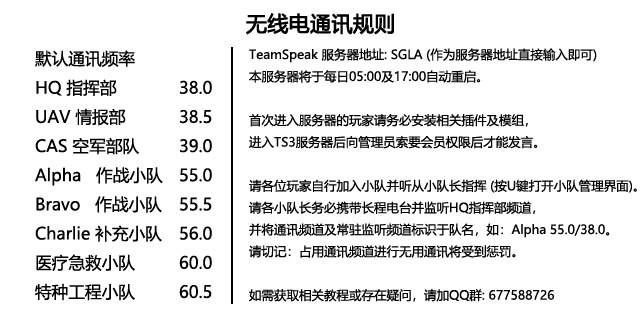 无线电通讯规则
默认通讯频率
HQ 指挥部 38.0
UAV 情报部 38.5
CAS 空军部队 39.0
Alpha 作战小队 55.0
Bravo 作战小队 55.5
Charlie 补充小队 56.0
医疗急救小队 60.0
特种工程小队 60.5
TeamSpeak 服务器地址: SGLA (作为服务器地址直接输入即可)
本服务器将于每日05:00及17:00自动重启。
首次进入服务器的玩家请务必安装相关插件及模组，
进入TS3服务器后向管理员索要会员权限后才能发言。
请各位玩家自行加入小队并听从小队长指挥 (按U键打开小队管理界面)。
请各小队长务必携带长程电台并监听HQ指挥部频道，
并将通讯频道及常驻监听频道标识于队名，如：Alpha 55.0/38.0。
请切记：占用通讯频道进行无用通讯将受到惩罚。
如需获取相关教程或存在疑问，请加QQ群: 677588726